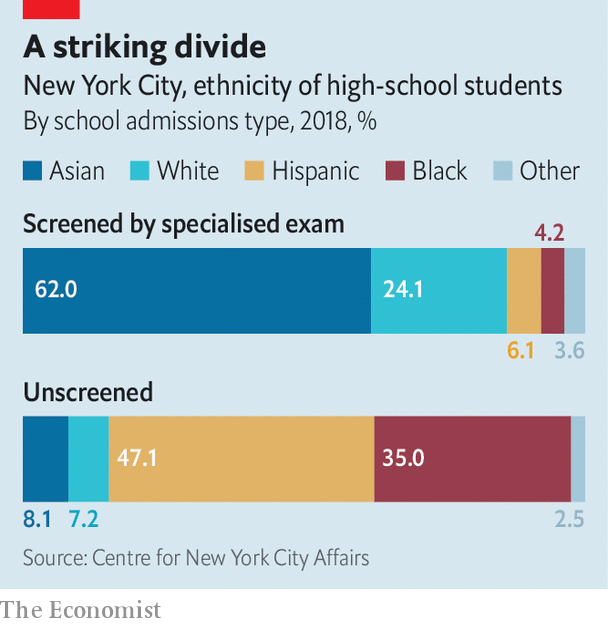 A striking divide
New York City, ethnicity of high-school students
By school admissions type, 2018, %
Asian White Hispanic Black Other
Screened by specialised exam
4.2
62.0 24.1
6.1 3.6
Unscreened
47.1 35.0
8.1 7.2 2.5
Source: Centre for New York City Affairs
The Economist